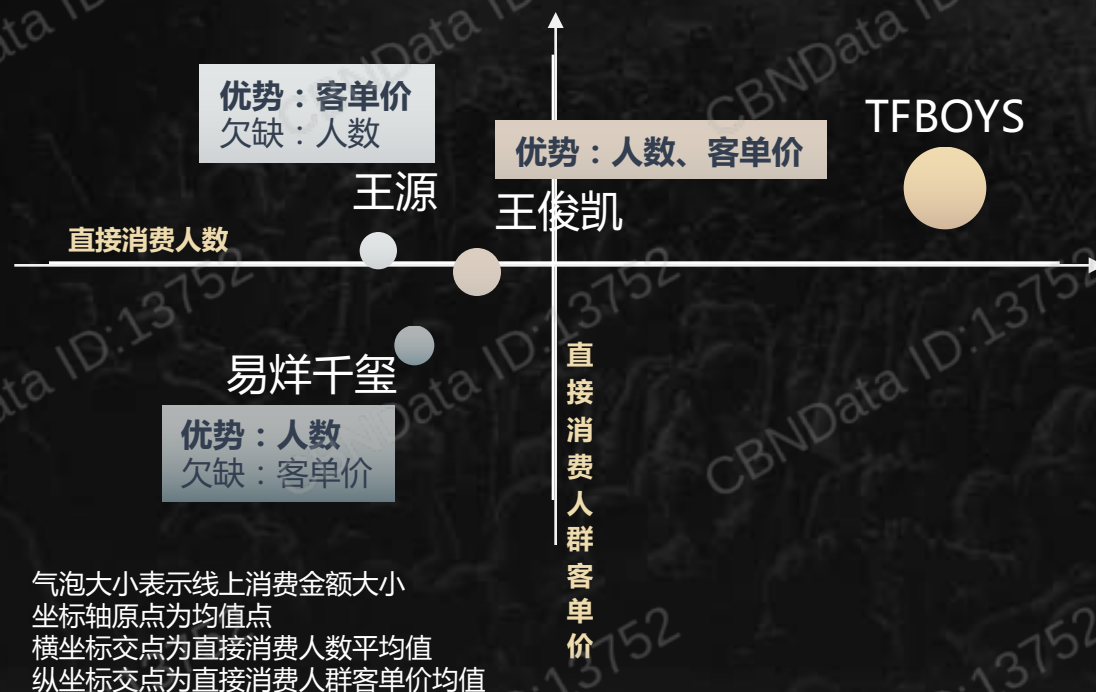 优势：客单价
欠缺：人数
TFBOYS
优势：人数、客单价
王源
王俊凯
直接消费人数
易烊千玺
优势：人数
欠缺：客单价
直接消费人群客单价
气泡大小表示线上消费金额大小
坐标轴原点为均值点
横坐标交点为直接消费人数平均值
纵坐标交点为直接消费人群客单价均值
CBNData ID:13752